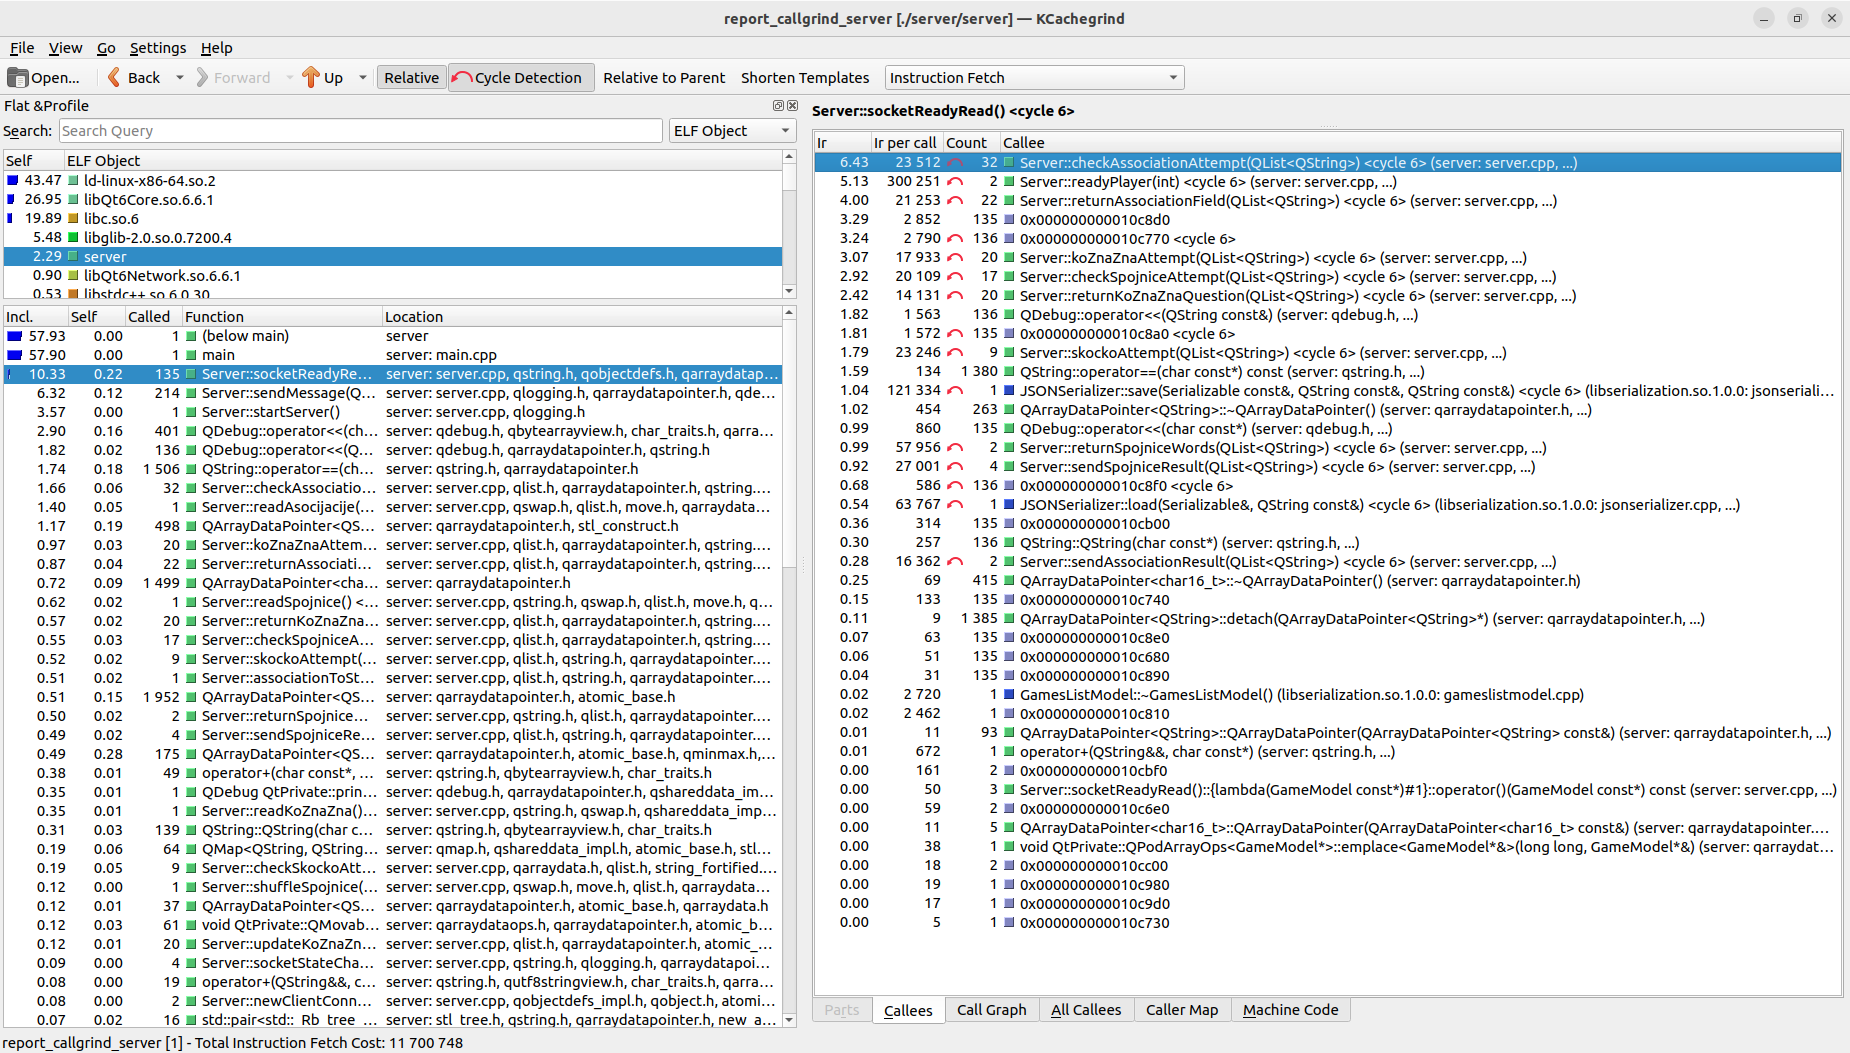 report_callgrind_server [./server/server] — KCachegrind
File View Go Settings Help
Open... Back Forward Up Relative Cycle Detection Relative to Parent Shorten Templates Instruction Fetch
Flat &Profile
Search: Search Query ELF Object
Self ELF Object
43.47 ld-linux-x86-64.so.2
26.95 libQt6Core.so.6.6.1
19.89 libc.so.6
5.48 libglib-2.0.so.0.7200.4
2.29 server
0.90 libQt6Network.so.6.6.1
0.53 libstdc++.so.6.0.30
Incl. Self Called Function Location
57.93 0.00 1 (below main) server
57.90 0.00 1 main server: main.cpp
10.33 0.22 135 Server::socketReadyRe... server: server.cpp, qstring.h, qobjectdefs.h, qarraydatap...
6.32 0.12 214 Server::sendMessage(Q... server: server.cpp, qlogging.h, qarraydatapointer.h, qde...
3.57 0.00 1 Server::startServer() server: server.cpp, qlogging.h
2.90 0.16 401 QDebug::operator<<(ch... server: qdebug.h, qbytearrayview.h, char_traits.h, qarra...
1.82 0.02 136 QDebug::operator<<(Q... server: qdebug.h, qarraydatapointer.h, qstring.h
1.74 0.18 1 506 QString::operator==(ch... server: qstring.h, qarraydatapointer.h
1.66 0.06 32 Server::checkAssociatio... server: server.cpp, qlist.h, qarraydatapointer.h, qstring....
1.40 0.05 1 Server::readAsocijacije(... server: server.cpp, qswap.h, qlist.h, move.h, qarraydata...
1.17 0.19 498 QArrayDataPointer<QS... server: qarraydatapointer.h, stl_construct.h
0.97 0.03 20 Server::koZnaZnaAttem... server: server.cpp, qlist.h, qarraydatapointer.h, qstring....
0.87 0.04 22 Server::returnAssociati... server: server.cpp, qlist.h, qarraydatapointer.h, qstring....
0.72 0.09 1 499 QArrayDataPointer<cha... server: qarraydatapointer.h
0.62 0.02 1 Server::readSpojnice() <... server: server.cpp, qstring.h, qswap.h, qlist.h, move.h, q...
0.57 0.02 20 Server::returnKoZnaZna... server: server.cpp, qlist.h, qarraydatapointer.h, qstring....
0.55 0.03 17 Server::checkSpojniceA... server: server.cpp, qlist.h, qarraydatapointer.h, qstring....
0.52 0.02 9 Server::skockoAttempt(... server: server.cpp, qlist.h, qstring.h, qarraydatapointer....
0.51 0.02 1 Server::associationToSt... server: server.cpp, qlist.h, qstring.h, qarraydatapointer....
0.51 0.15 1 952 QArrayDataPointer<QS... server: qarraydatapointer.h, atomic_base.h
0.50 0.02 2 Server::returnSpojnice... server: server.cpp, qstring.h, qlist.h, qarraydatapointer....
0.49 0.02 4 Server::sendSpojniceRe... server: server.cpp, qlist.h, qstring.h, qarraydatapointer....
0.49 0.28 175 QArrayDataPointer<QS... server: qarraydatapointer.h, atomic_base.h, qminmax.h,...
0.38 0.01 49 operator+(char const*, ... server: qstring.h, qbytearrayview.h, char_traits.h
0.35 0.01 1 QDebug QtPrivate::prin... server: qdebug.h, qarraydatapointer.h, qshareddata_im...
0.35 0.01 1 Server::readKoZnaZna()... server: server.cpp, qstring.h, qswap.h, qshareddata_imp...
0.31 0.03 139 QString::QString(char c... server: qstring.h, qbytearrayview.h, char_traits.h
0.19 0.06 64 QMap<QString, QString... server: qmap.h, qshareddata_impl.h, atomic_base.h, stl...
0.19 0.05 9 Server::checkSkockoAtt... server: server.cpp, qarraydata.h, qlist.h, string_fortified....
0.12 0.00 1 Server::shuffleSpojnice(... server: server.cpp, qswap.h, move.h, qlist.h, qarraydata...
0.12 0.01 37 QArrayDataPointer<QS... server: qarraydatapointer.h, atomic_base.h, qarraydata.h
0.12 0.03 61 void QtPrivate::QMovab... server: qarraydataops.h, qarraydatapointer.h, atomic_b...
0.12 0.01 20 Server::updateKoZnaZn... server: server.cpp, qlist.h, qarraydatapointer.h, atomic_...
0.09 0.00 4 Server::socketStateCha... server: server.cpp, qstring.h, qlogging.h, qarraydatapoi...
0.08 0.00 19 operator+(QString&&, c... server: qstring.h, qutf8stringview.h, char_traits.h, qarra...
0.08 0.00 2 Server::newClientConn... server: server.cpp, qobjectdefs_impl.h, qobject.h, atomi...
0.07 0.02 16 std::pair<std::_Rb_tree_... server: stl_tree.h, qstring.h, qarraydatapointer.h, new_a...
Server::socketReadyRead() <cycle 6>
Ir Ir per call Count Callee
6.43 23 512 32 Server::checkAssociationAttempt(QList<QString>) <cycle 6> (server: server.cpp, ...)
5.13 300 251 2 Server::readyPlayer(int) <cycle 6> (server: server.cpp, ...)
4.00 21 253 22 Server::returnAssociationField(QList<QString>) <cycle 6> (server: server.cpp, ...)
3.29 2 852 135 0x000000000010c8d0
3.24 2 790 136 0x000000000010c770 <cycle 6>
3.07 17 933 20 Server::koZnaZnaAttempt(QList<QString>) <cycle 6> (server: server.cpp, ...)
2.92 20 109 17 Server::checkSpojniceAttempt(QList<QString>) <cycle 6> (server: server.cpp, ...)
2.42 14 131 20 Server::returnKoZnaZnaQuestion(QList<QString>) <cycle 6> (server: server.cpp, ...)
1.82 1 563 136 QDebug::operator<<(QString const&) (server: qdebug.h, ...)
1.81 1 572 135 0x000000000010c8a0 <cycle 6>
1.79 23 246 9 Server::skockoAttempt(QList<QString>) <cycle 6> (server: server.cpp, ...)
1.59 134 1 380 QString::operator==(char const*) const (server: qstring.h, ...)
1.04 121 334 1 JSONSerializer::save(Serializable const&, QString const&, QString const&) <cycle 6> (libserialization.so.1.0.0: jsonseriali...
1.02 454 263 QArrayDataPointer<QString>::~QArrayDataPointer() (server: qarraydatapointer.h, ...)
0.99 860 135 QDebug::operator<<(char const*) (server: qdebug.h, ...)
0.99 57 956 2 Server::returnSpojniceWords(QList<QString>) <cycle 6> (server: server.cpp, ...)
0.92 27 001 4 Server::sendSpojniceResult(QList<QString>) <cycle 6> (server: server.cpp, ...)
0.68 586 136 0x000000000010c8f0 <cycle 6>
0.54 63 767 1 JSONSerializer::load(Serializable&, QString const&) <cycle 6> (libserialization.so.1.0.0: jsonserializer.cpp, ...)
0.36 314 135 0x000000000010cb00
0.30 257 136 QString::QString(char const*) (server: qstring.h, ...)
0.28 16 362 2 Server::sendAssociationResult(QList<QString>) <cycle 6> (server: server.cpp, ...)
0.25 69 415 QArrayDataPointer<char16_t>::~QArrayDataPointer() (server: qarraydatapointer.h)
0.15 133 135 0x000000000010c740
0.11 9 1 385 QArrayDataPointer<QString>::detach(QArrayDataPointer<QString>*) (server: qarraydatapointer.h, ...)
0.07 63 135 0x000000000010c8e0
0.06 51 135 0x000000000010c680
0.04 31 135 0x000000000010c890
0.02 2 720 1 GamesListModel::~GamesListModel() (libserialization.so.1.0.0: gameslistmodel.cpp)
0.02 2 462 1 0x000000000010c810
0.01 11 93 QArrayDataPointer<QString>::QArrayDataPointer(QArrayDataPointer<QString> const&) (server: qarraydatapointer.h, ...)
0.01 672 1 operator+(QString&&, char const*) (server: qstring.h, ...)
0.00 161 2 0x000000000010cbf0
0.00 50 3 Server::socketReadyRead()::{lambda(GameModel const*)#1}::operator()(GameModel const*) const (server: server.cpp, ...)
0.00 59 2 0x000000000010c6e0
0.00 11 5 QArrayDataPointer<char16_t>::QArrayDataPointer(QArrayDataPointer<char16_t> const&) (server: qarraydatapointer....
0.00 38 1 void QtPrivate::QPodArrayOps<GameModel*>::emplace<GameModel*&>(long long, GameModel*&) (server: qarraydat...
0.00 18 2 0x000000000010cc00
0.00 19 1 0x000000000010c980
0.00 17 1 0x000000000010c9d0
0.00 5 1 0x000000000010c730
Parts Callees Call Graph All Callees Caller Map Machine Code
report_callgrind_server [1] - Total Instruction Fetch Cost: 11 700 748